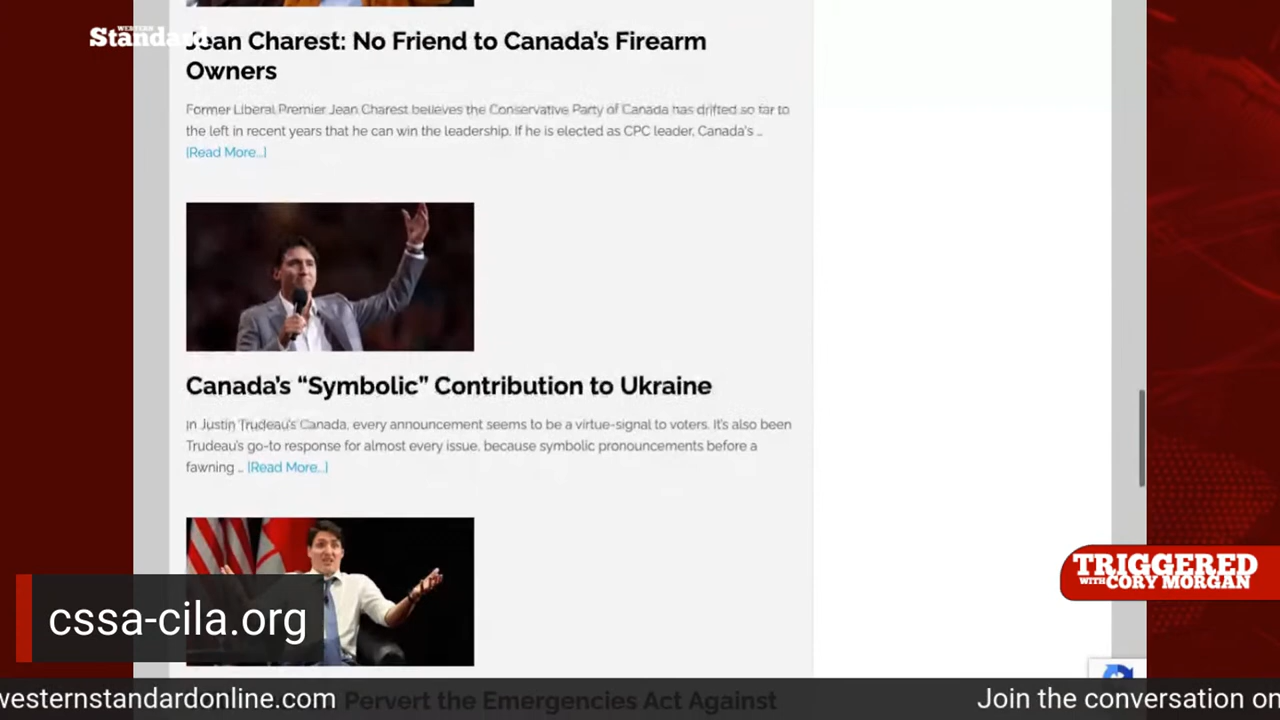 WESTERN
Standard
Jean Charest: No Friend to Canada's Firearm
Owners
Former Liberal Premier Jean Charest believes the Conservative Party of Canada has drifted so far to
the left in recent years that he can win the leadership. If he is elected as CPC leader, Canada's ...
[Read More...]
Canada's “Symbolic” Contribution to Ukraine
In Justin Trudeau's Canada, every announcement seems to be a virtue-signal to voters. It's also been
Trudeau's go-to response for almost every issue, because symbolic pronouncements before a
fawning ... [Read More...]
TRIGGERED
WITH CORY MORGAN
cssa-cila.org
Pervert the Emergencies Act Against
westernstandardonline.com
Join the conversation on